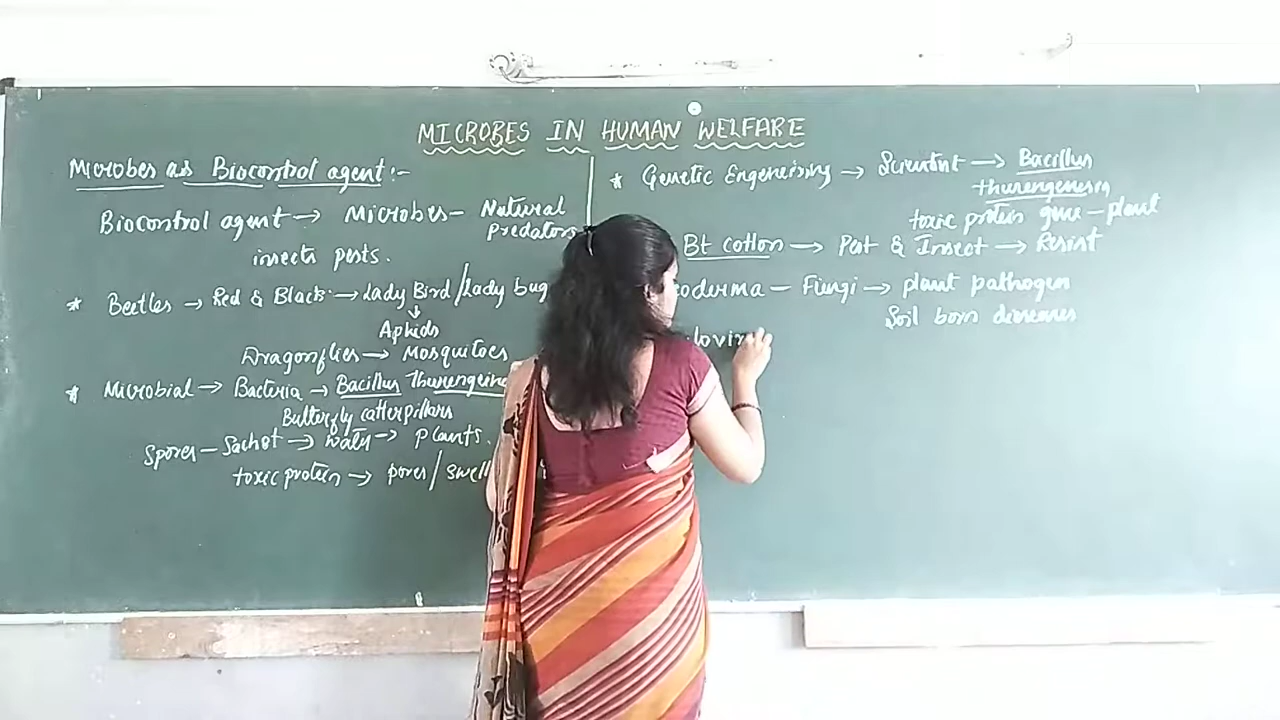 MICROBES IN HUMAN WELFARE
Microbes as Biocontrol agent :-
Biocontrol agent → Microbes - Natural
predators
insects pests.
* Beetles → Red & Black → Lady Bird / Lady bug
↓
Aphids
Dragonflies → Mosquitoes
* Microbial → Bacteria → Bacillus
Butterfly catterpillars
Spores - Sachet → water → plants.
toxic protein → pores / swell
* Genetic → Scientist → Bacillus
toxic protein gene - plant
Bt cotton → Pest & Insect → Resist
oderma - Fungi → plant pathogen
Soil born diseases
lovir